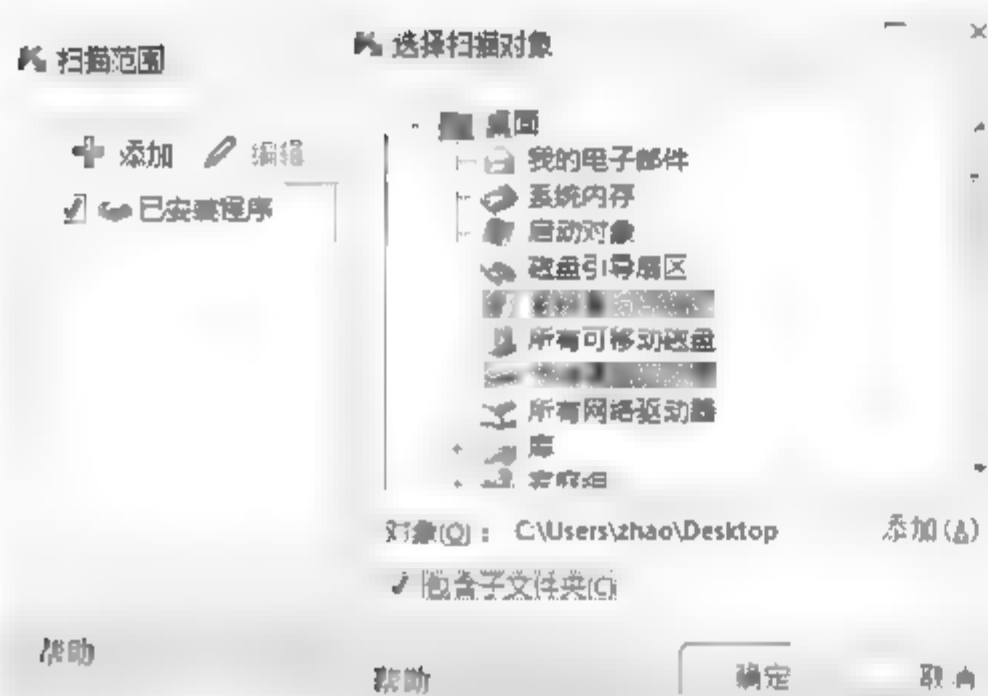 扫描范围
添加 编辑
已安装程序
帮助
选择扫描对象
桌面
我的电子邮件
系统内存
启动对象
磁盘引导扇区
所有可移动磁盘
所有网络驱动器
库
家庭组
对象(O): C:\Users\zhao\Desktop 添加(A)
包含子文件夹(C)
帮助 确定 取消